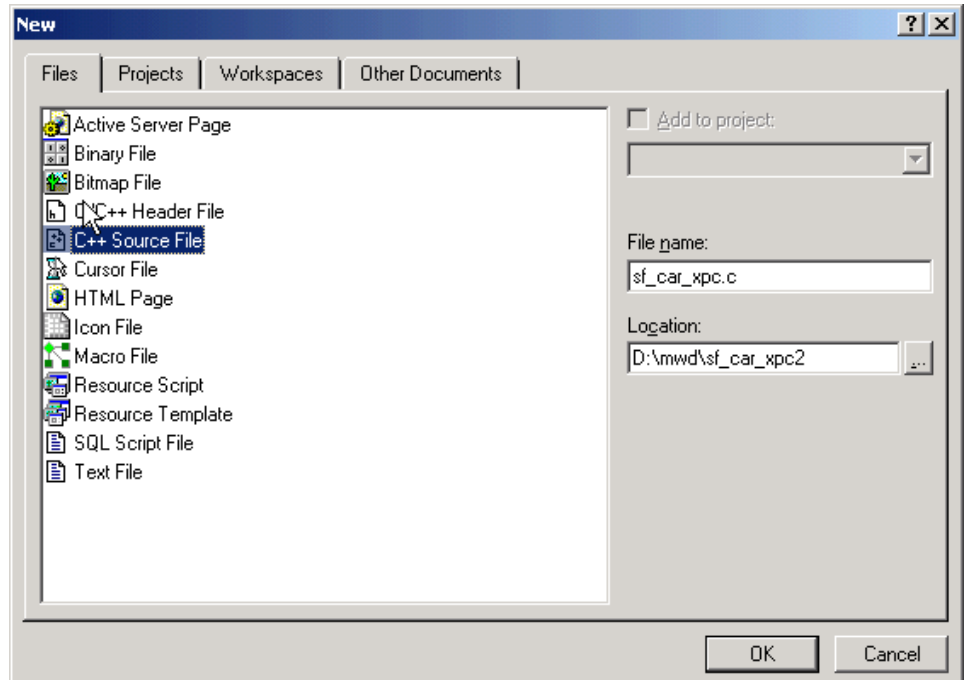 New
Files Projects Workspaces Other Documents
Active Server Page
Binary File
Bitmap File
C++ Header File
C++ Source File
Cursor File
HTML Page
Icon File
Macro File
Resource Script
Resource Template
SQL Script File
Text File
Add to project:
File name:
sf_car_xpc.c
Location:
D:\mwd\sf_car_xpc2
...
OK Cancel